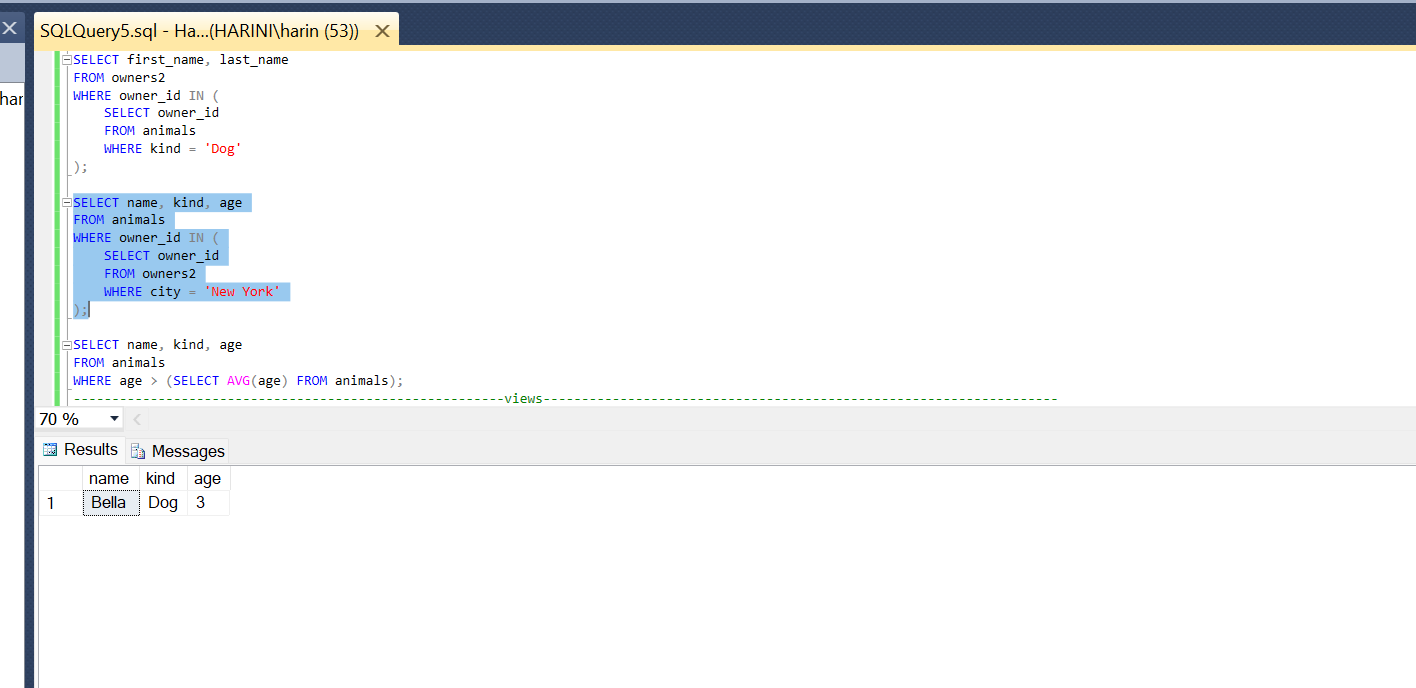 SQLQuery5.sql - Ha...(HARINI\harin (53))
har
SELECT first_name, last_name
FROM owners2
WHERE owner_id IN (
    SELECT owner_id
    FROM animals
    WHERE kind = 'Dog'
);
SELECT name, kind, age
FROM animals
WHERE owner_id IN (
    SELECT owner_id
    FROM owners2
    WHERE city = 'New York'
);
SELECT name, kind, age
FROM animals
WHERE age > (SELECT AVG(age) FROM animals);
--------------------------------------------------------views-------------------------------------------------------------------
70 %
Results Messages
name kind age
1 Bella Dog 3